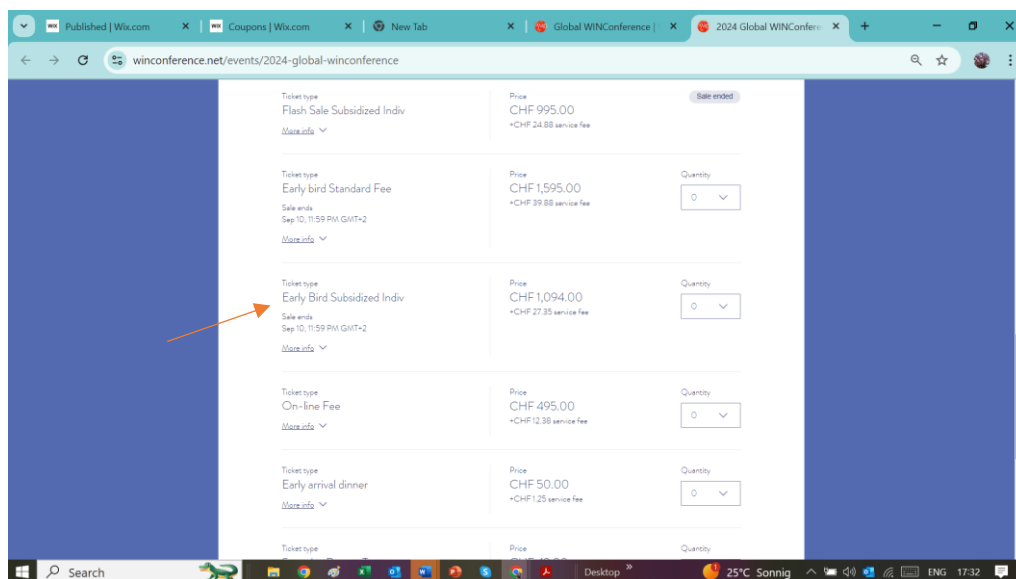 Published | Wix.com
Coupons | Wix.com
New Tab
Global WINConference |
2024 Global WINConferen
winconference.net/events/2024-global-winconference
Ticket type
Flash Sale Subsidized Indiv
More info
Price
CHF 995.00
+CHF 24.88 service fee
Sale ended
Ticket type
Early bird Standard Fee
Sale ends
Sep 10, 11:59 PM GMT+2
More info
Price
CHF 1,595.00
+CHF 39.88 service fee
Quantity
0
Ticket type
Early Bird Subsidized Indiv
Sale ends
Sep 10, 11:59 PM GMT+2
More info
Price
CHF 1,094.00
+CHF 27.35 service fee
Quantity
0
Ticket type
On-line Fee
More info
Price
CHF 495.00
+CHF 12.38 service fee
Quantity
0
Ticket type
Early arrival dinner
More info
Price
CHF 50.00
+CHF 1.25 service fee
Quantity
0
Ticket type
Price
Quantity
Search
Desktop
25°C Sonnig
ENG
17:32